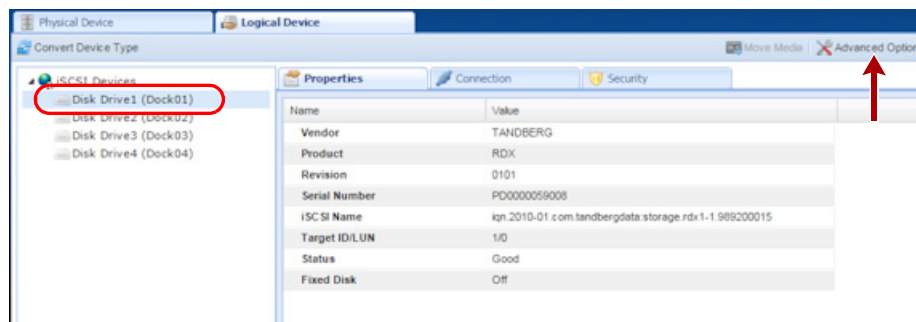 Physical Device
Logical Device
Convert Device Type
Move Media
Advanced Option
iSCSI Devices
Disk Drive1 (Dock01)
Disk Drive2 (Dock02)
Disk Drive3 (Dock03)
Disk Drive4 (Dock04)
Properties
Connection
Security
Name Value
Vendor TANDBERG
Product RDX
Revision 0101
Serial Number PD0000059008
iSCSI Name iqn.2010-01.com.tandbergdata:storage.rdx1-1.989200015
Target ID/LUN 1/0
Status Good
Fixed Disk Off